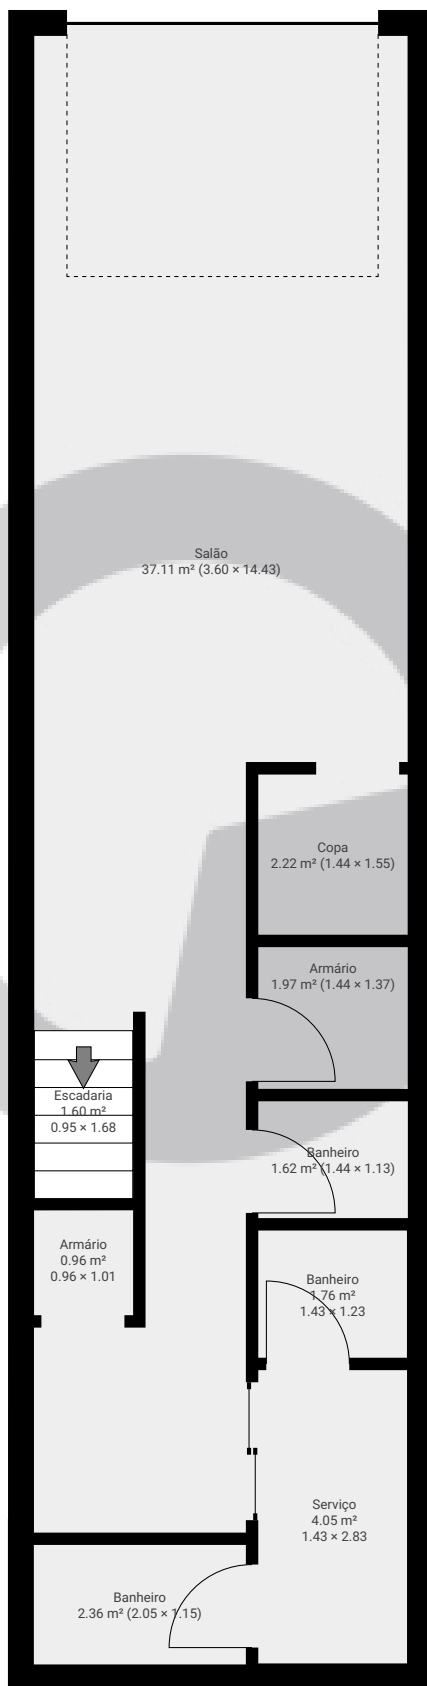 Salão
37.11 m² (3.60 × 14.43)
Copa
2.22 m² (1.44 × 1.55)
Armário
1.97 m² (1.44 × 1.37)
Escadaria
1.60 m²
0.95 × 1.68
Banheiro
1.62 m² (1.44 × 1.13)
Armário
0.96 m²
0.96 × 1.01
Banheiro
1.76 m²
1.43 × 1.23
Serviço
4.05 m²
1.43 × 2.83
Banheiro
2.36 m² (2.05 × 1.15)